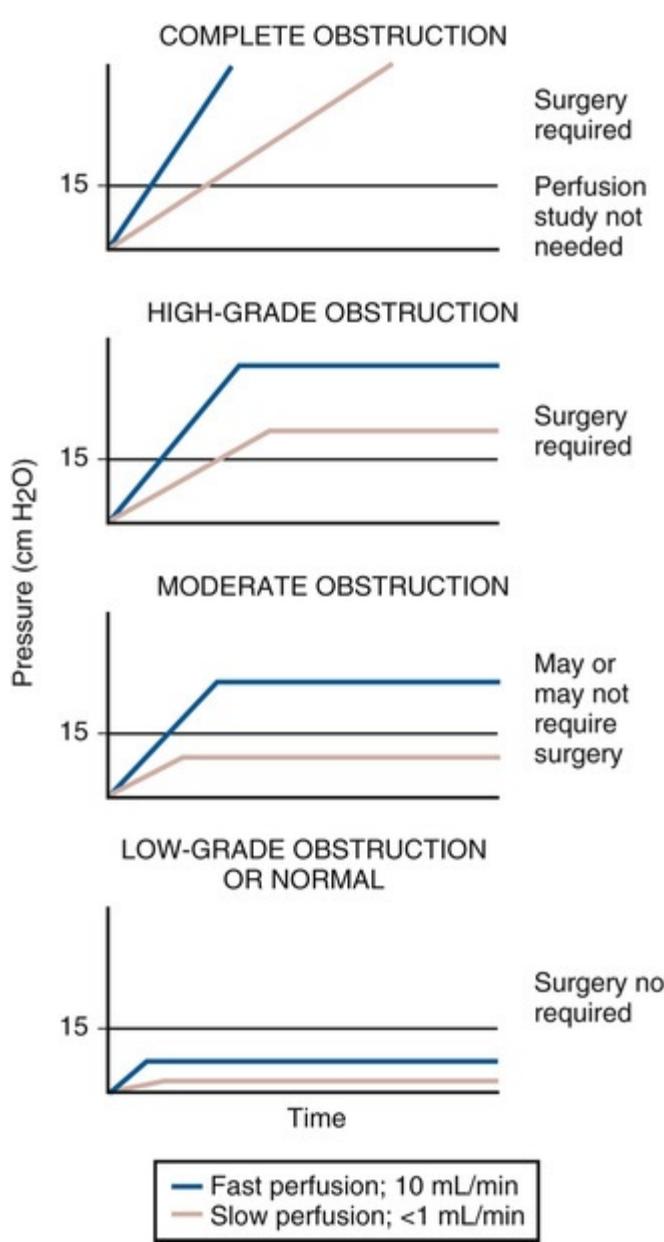 COMPLETE OBSTRUCTION
15
Surgery
required
Perfusion
study not
needed
HIGH-GRADE OBSTRUCTION
15
Surgery
required
Pressure (cm H2O)
MODERATE OBSTRUCTION
15
May or
may not
require
surgery
LOW-GRADE OBSTRUCTION
OR NORMAL
15
Surgery no
required
Time
Fast perfusion; 10 mL/min
Slow perfusion; <1 mL/min